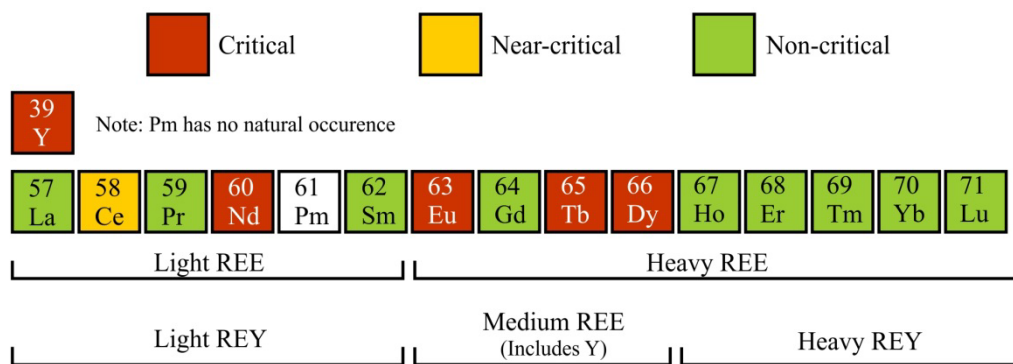 Critical
Near-critical
Non-critical
39
Y
Note: Pm has no natural occurence
57
La
58
Ce
59
Pr
60
Nd
61
Pm
62
Sm
63
Eu
64
Gd
65
Tb
66
Dy
67
Ho
68
Er
69
Tm
70
Yb
71
Lu
Light REE
Heavy REE
Light REY
Medium REE
(Includes Y)
Heavy REY